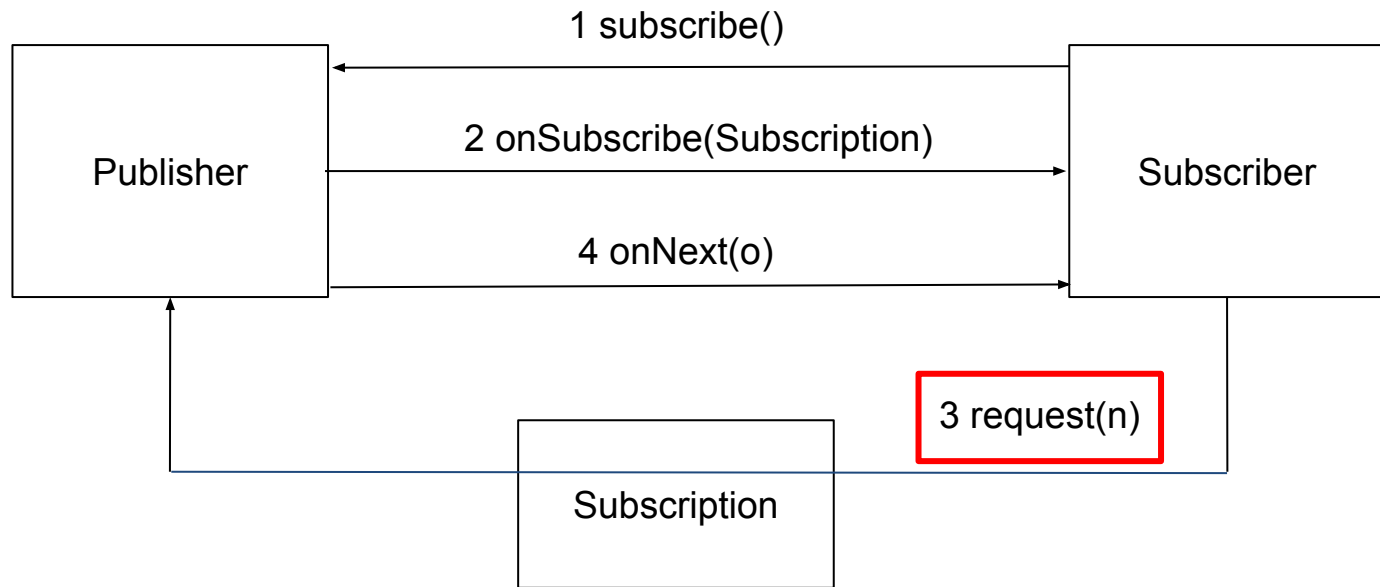 1 subscribe()
2 onSubscribe(Subscription)
Publisher
Subscriber
4 onNext(o)
3 request(n)
Subscription